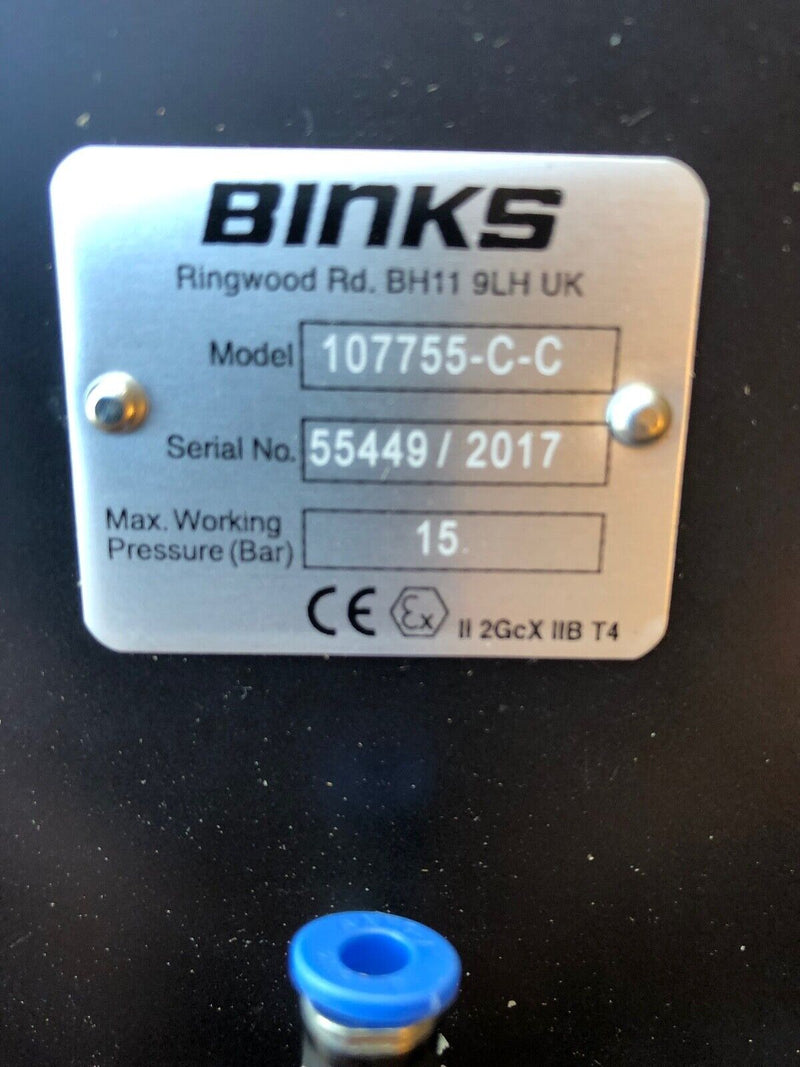 BINKS
Ringwood Rd. BH11 9LH UK
Model 107755-C-C
Serial No. 55449 / 2017
Max. Working
Pressure (Bar) 15.
CE Ex II 2GcX IIB T4